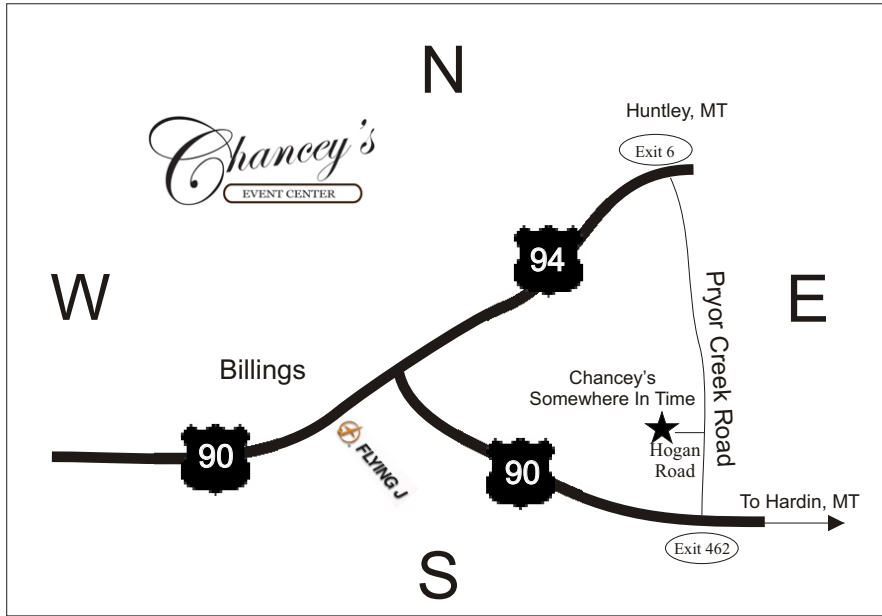 N
Huntley, MT
Exit 6
Chancey's
EVENT CENTER
94
W
E
Pryor Creek Road
Billings
Chancey's
Somewhere In Time
FLYING J
90
90
Hogan
Road
To Hardin, MT
Exit 462
S